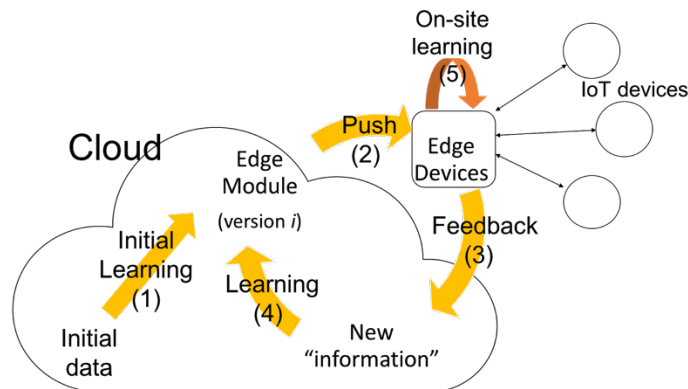 On-site
learning
(5)
IoT devices
Push
(2)
Edge
Devices
Cloud
Edge
Module
(version i)
Feedback
(3)
Initial
Learning
(1)
Learning
(4)
Initial
data
New
“information”